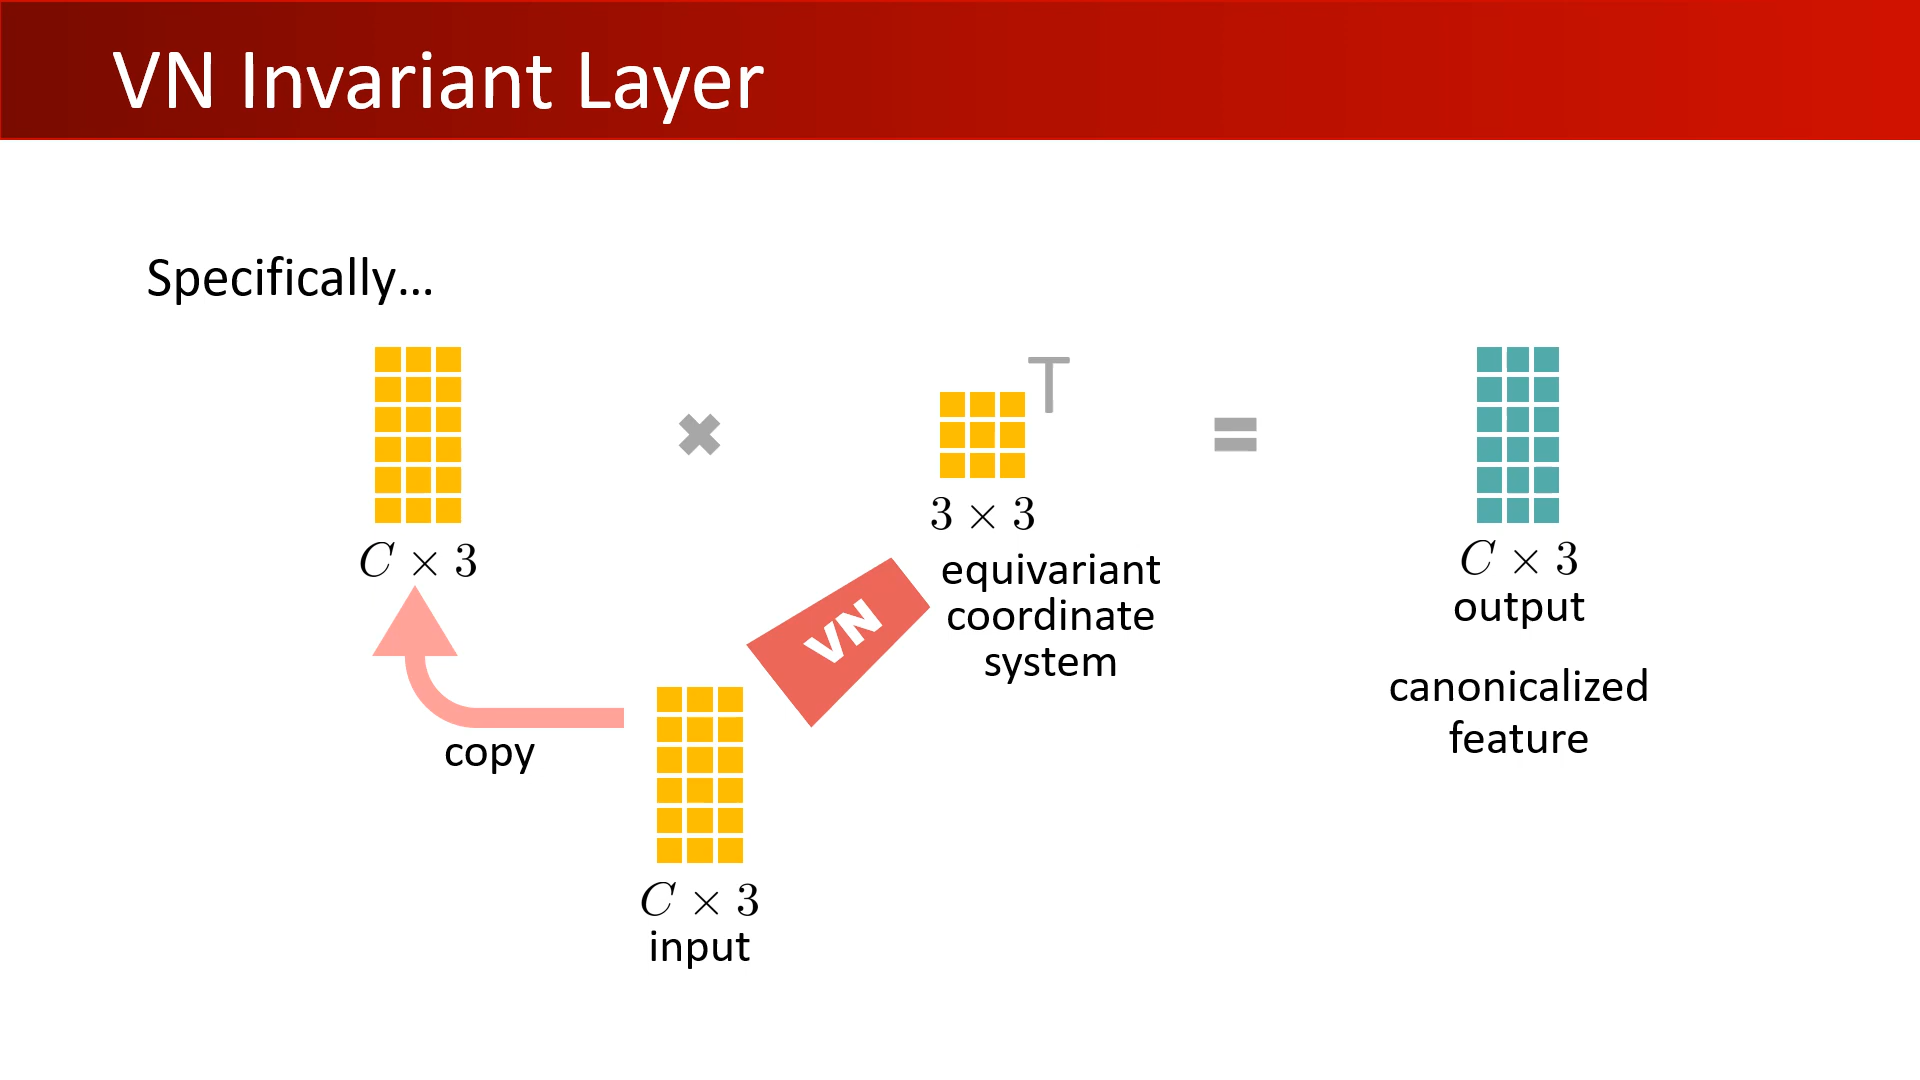 VN Invariant Layer
Specifically...
T
C × 3
3 × 3
equivariant
coordinate
system
VN
copy
C × 3
input
C × 3
output
canonicalized
feature